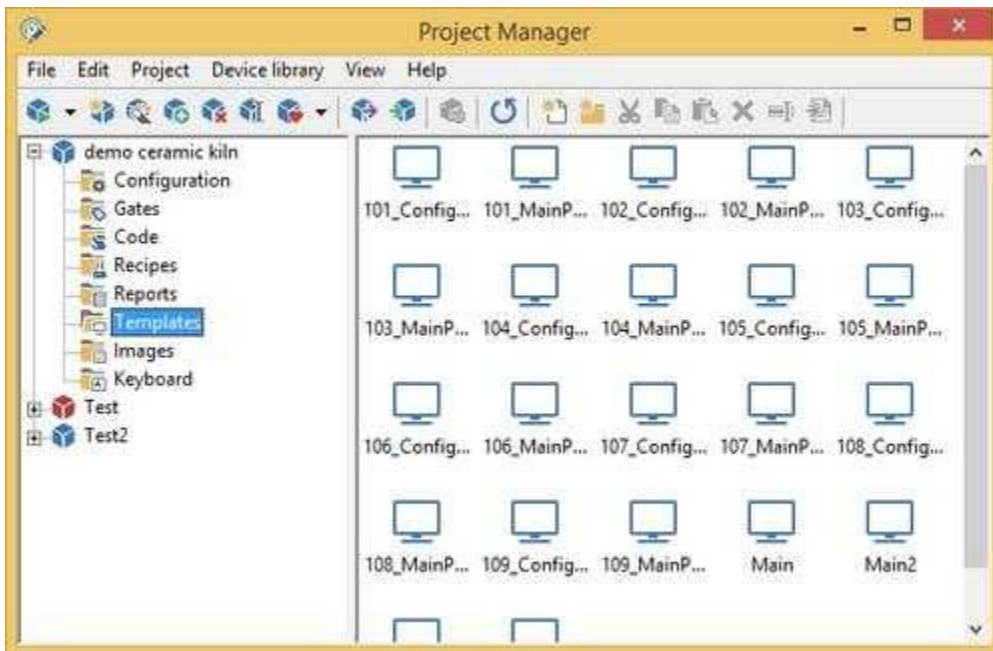 Project Manager
File Edit Project Device library View Help
demo ceramic kiln
Configuration
Gates
Code
Recipes
Reports
Templates
Images
Keyboard
Test
Test2
101_Config... 101_MainP... 102_Config... 102_MainP... 103_Config...
103_MainP... 104_Config... 104_MainP... 105_Config... 105_MainP...
106_Config... 106_MainP... 107_Config... 107_MainP... 108_Config...
108_MainP... 109_Config... 109_MainP... Main Main2